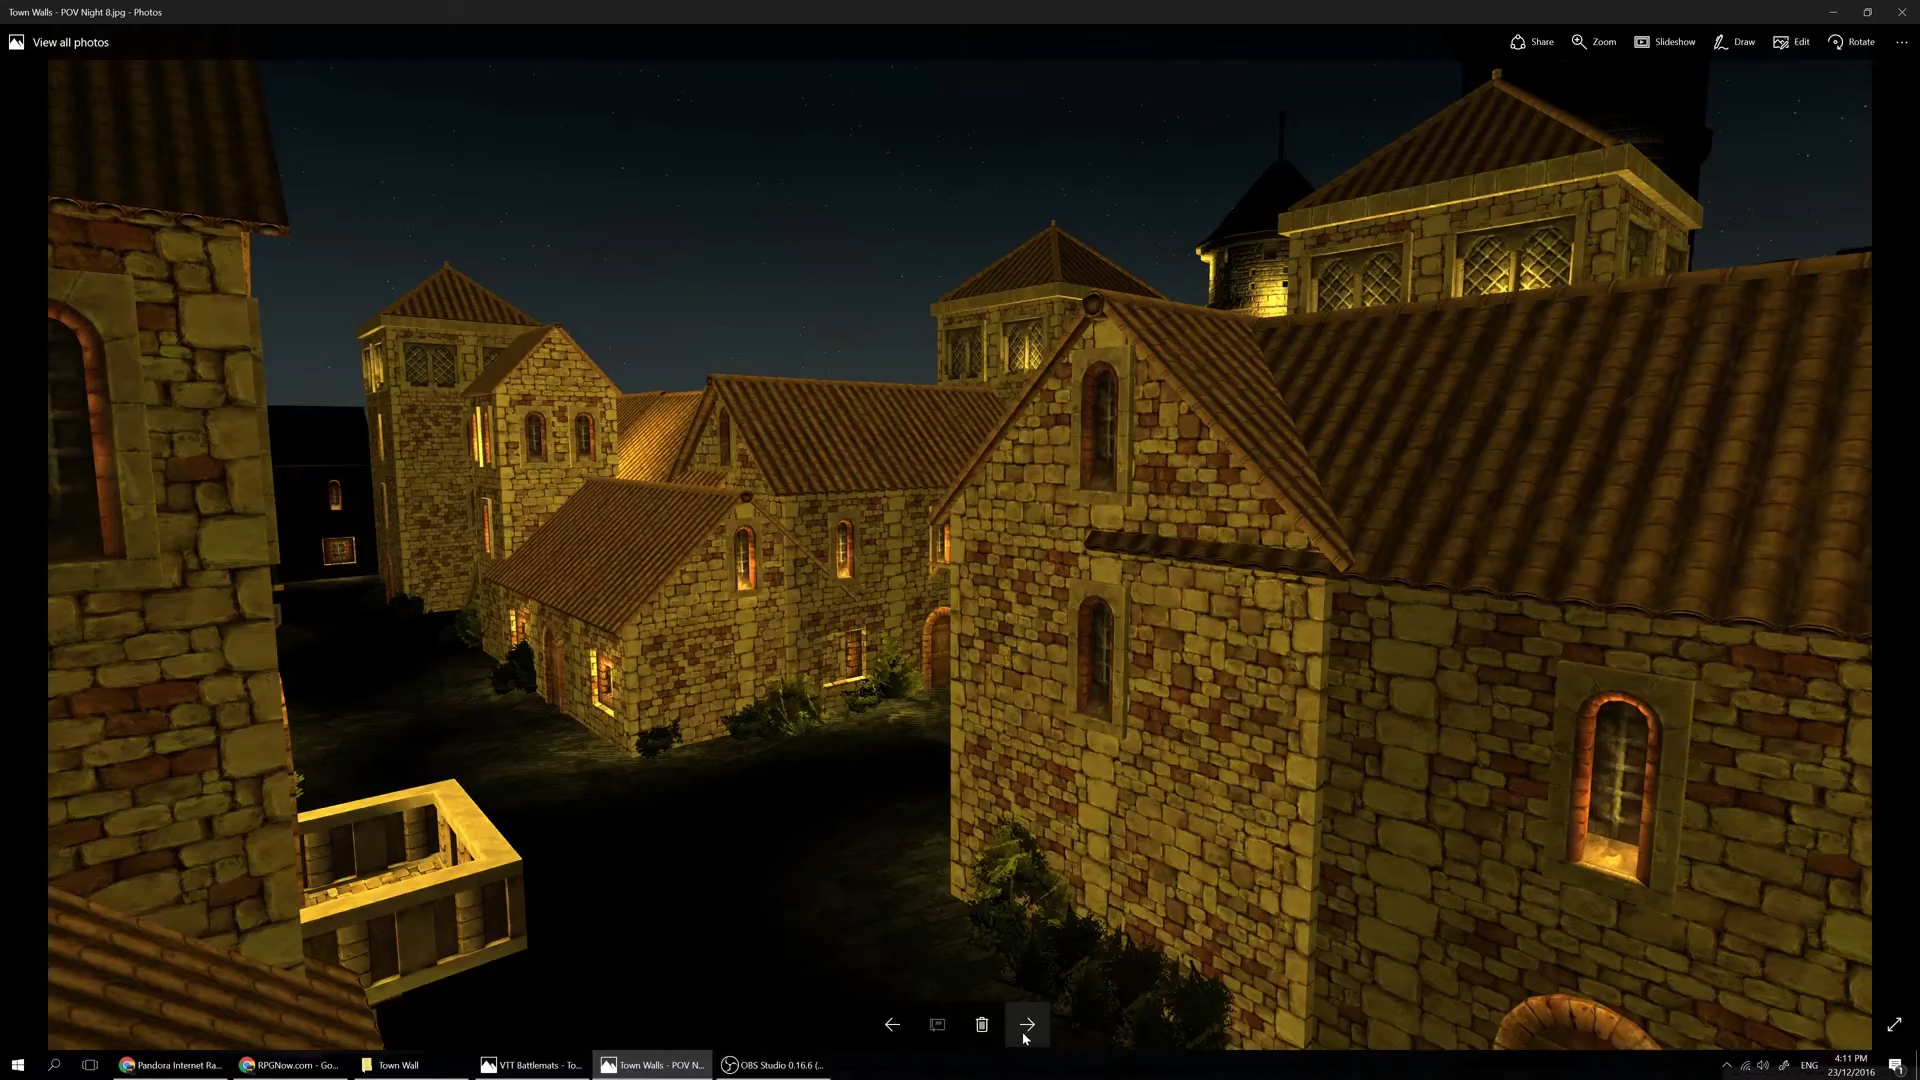 Town Walls - POV Night 8.jpg - Photos
View all photos
Share
Zoom
Slideshow
Draw
Edit
Rotate
Pandora Internet Ra...
RPGNow.com - Go...
Town Wall
VTT Battlemats - To...
Town Walls - POV N...
OBS Studio 0.16.6 (...
ENG
4:11 PM
23/12/2016